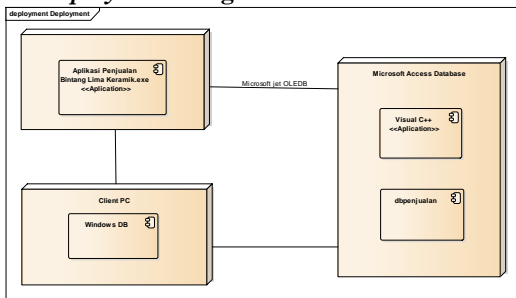 deployment Deployment
Aplikasi Penjualan
Bintang Lima Keramik.exe
<<Aplication>>
Microsoft jet OLEDB
Microsoft Access Database
Visual C++
<<Aplication>>
dbpenjualan
Client PC
Windows DB